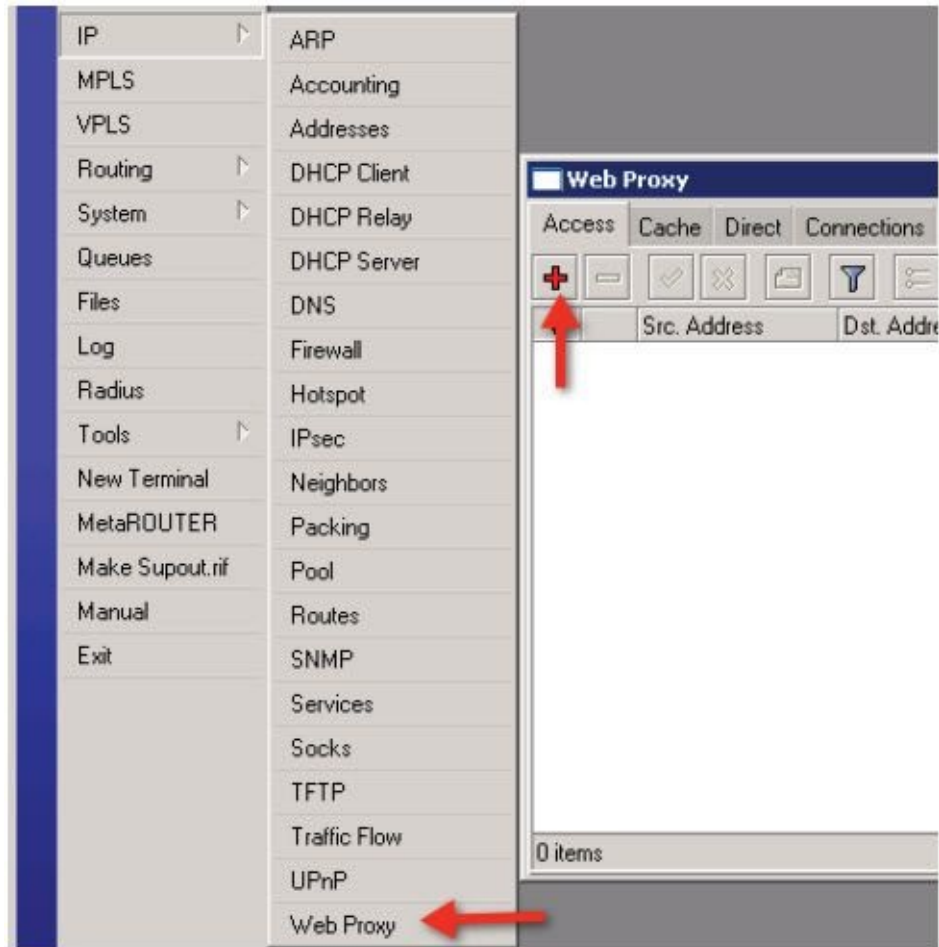 IP
MPLS
VPLS
Routing
System
Queues
Files
Log
Radius
Tools
New Terminal
MetaROUTER
Make Supout.rif
Manual
Exit
ARP
Accounting
Addresses
DHCP Client
DHCP Relay
DHCP Server
DNS
Firewall
Hotspot
IPsec
Neighbors
Packing
Pool
Routes
SNMP
Services
Socks
TFTP
Traffic Flow
UPnP
Web Proxy
Web Proxy
Access Cache Direct Connections
Src. Address Dst. Addre
0 items